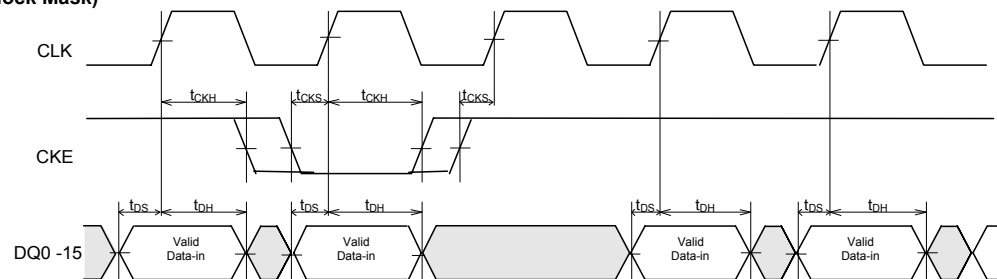 lock Mask)
CLK
tCKH tCKS tCKH tCKS
CKE
tDS tDH tDS tDH tDS tDH tDS tDH
DQ0 -15
Valid Data-in
Valid Data-in
Valid Data-in
Valid Data-in